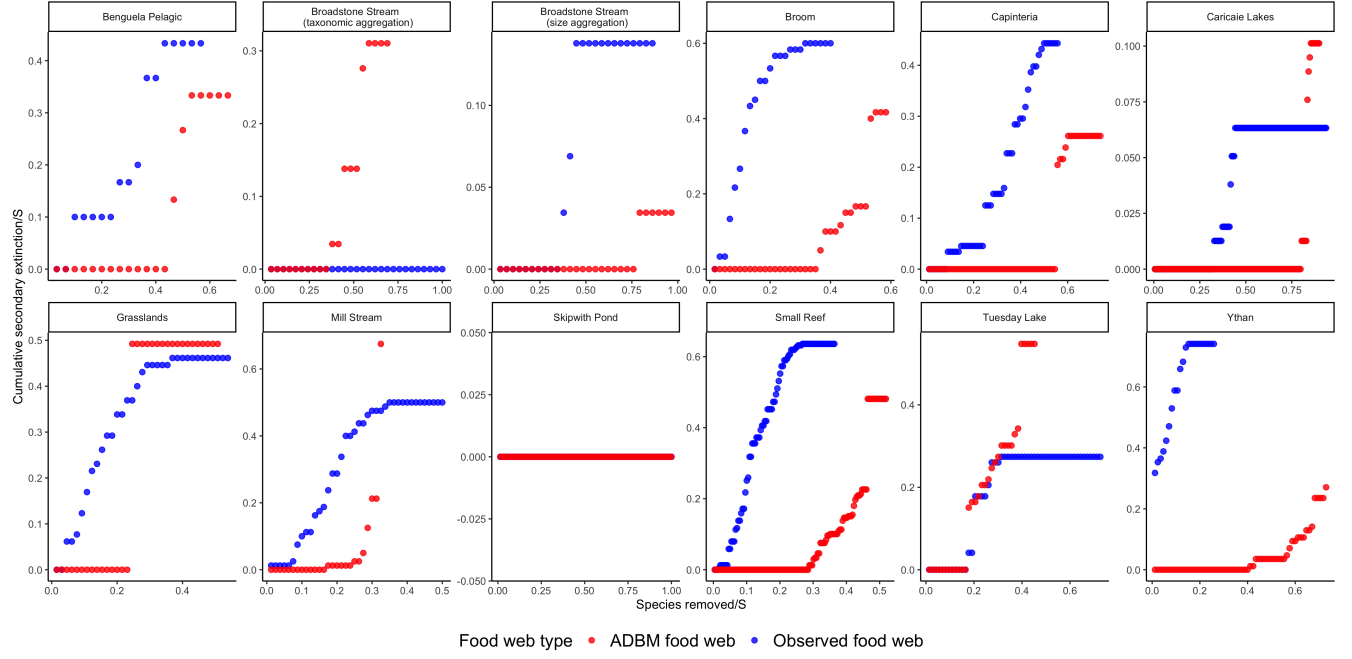 Benguela Pelagic
Broadstone Stream
(taxonomic aggregation)
Broadstone Stream
(size aggregation)
Broom
Capinteria
Caricaie Lakes
0.4
0.3
0.2
0.1
0.0
0.2 0.4 0.6
0.3
0.2
0.1
0.0
0.00 0.25 0.50 0.75 1.00
0.10
0.05
0.00
0.00 0.25 0.50 0.75 1.00
0.6
0.4
0.2
0.0
0.0 0.2 0.4 0.6
0.4
0.3
0.2
0.1
0.0
0.0 0.2 0.4 0.6
0.100
0.075
0.050
0.025
0.000
0.00 0.25 0.50 0.75
Cumulative secondary extinction/S
Grasslands
Mill Stream
Skipwith Pond
Small Reef
Tuesday Lake
Ythan
0.5
0.4
0.3
0.2
0.1
0.0
0.0 0.2 0.4
0.6
0.4
0.2
0.0
0.0 0.1 0.2 0.3 0.4 0.5
0.050
0.025
0.000
-0.025
-0.050
0.00 0.25 0.50 0.75 1.00
0.6
0.4
0.2
0.0
0.0 0.1 0.2 0.3 0.4 0.5
0.4
0.2
0.0
0.0 0.2 0.4 0.6
0.6
0.4
0.2
0.0
0.0 0.2 0.4 0.6
Species removed/S
Food web type ADBM food web Observed food web